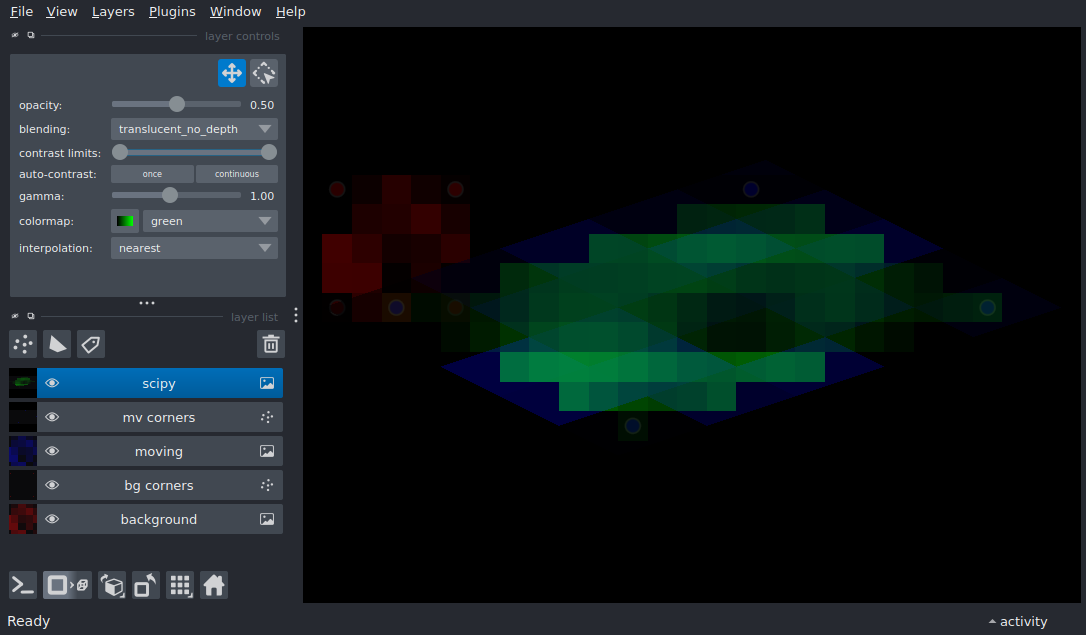 File View Layers Plugins Window Help
layer controls
opacity: 0.50
blending: translucent_no_depth
contrast limits:
auto-contrast: once continuous
gamma: 1.00
colormap: green
interpolation: nearest
layer list
scipy
mv corners
moving
bg corners
background
Ready activity